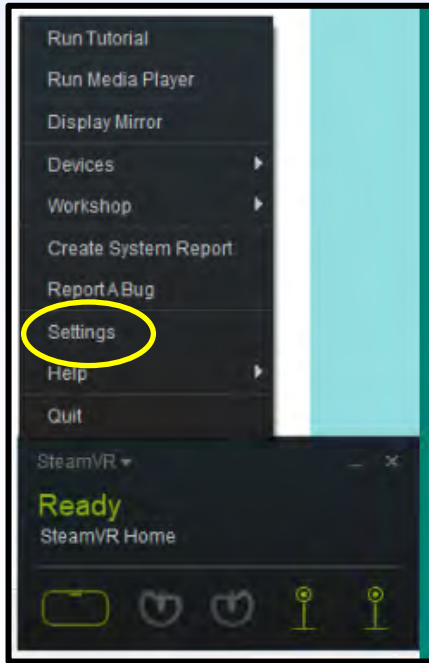 Run Tutorial
Run Media Player
Display Mirror
Devices
Workshop
Create System Report
Report A Bug
Settings
Help
Quit
SteamVR
Ready
SteamVR Home